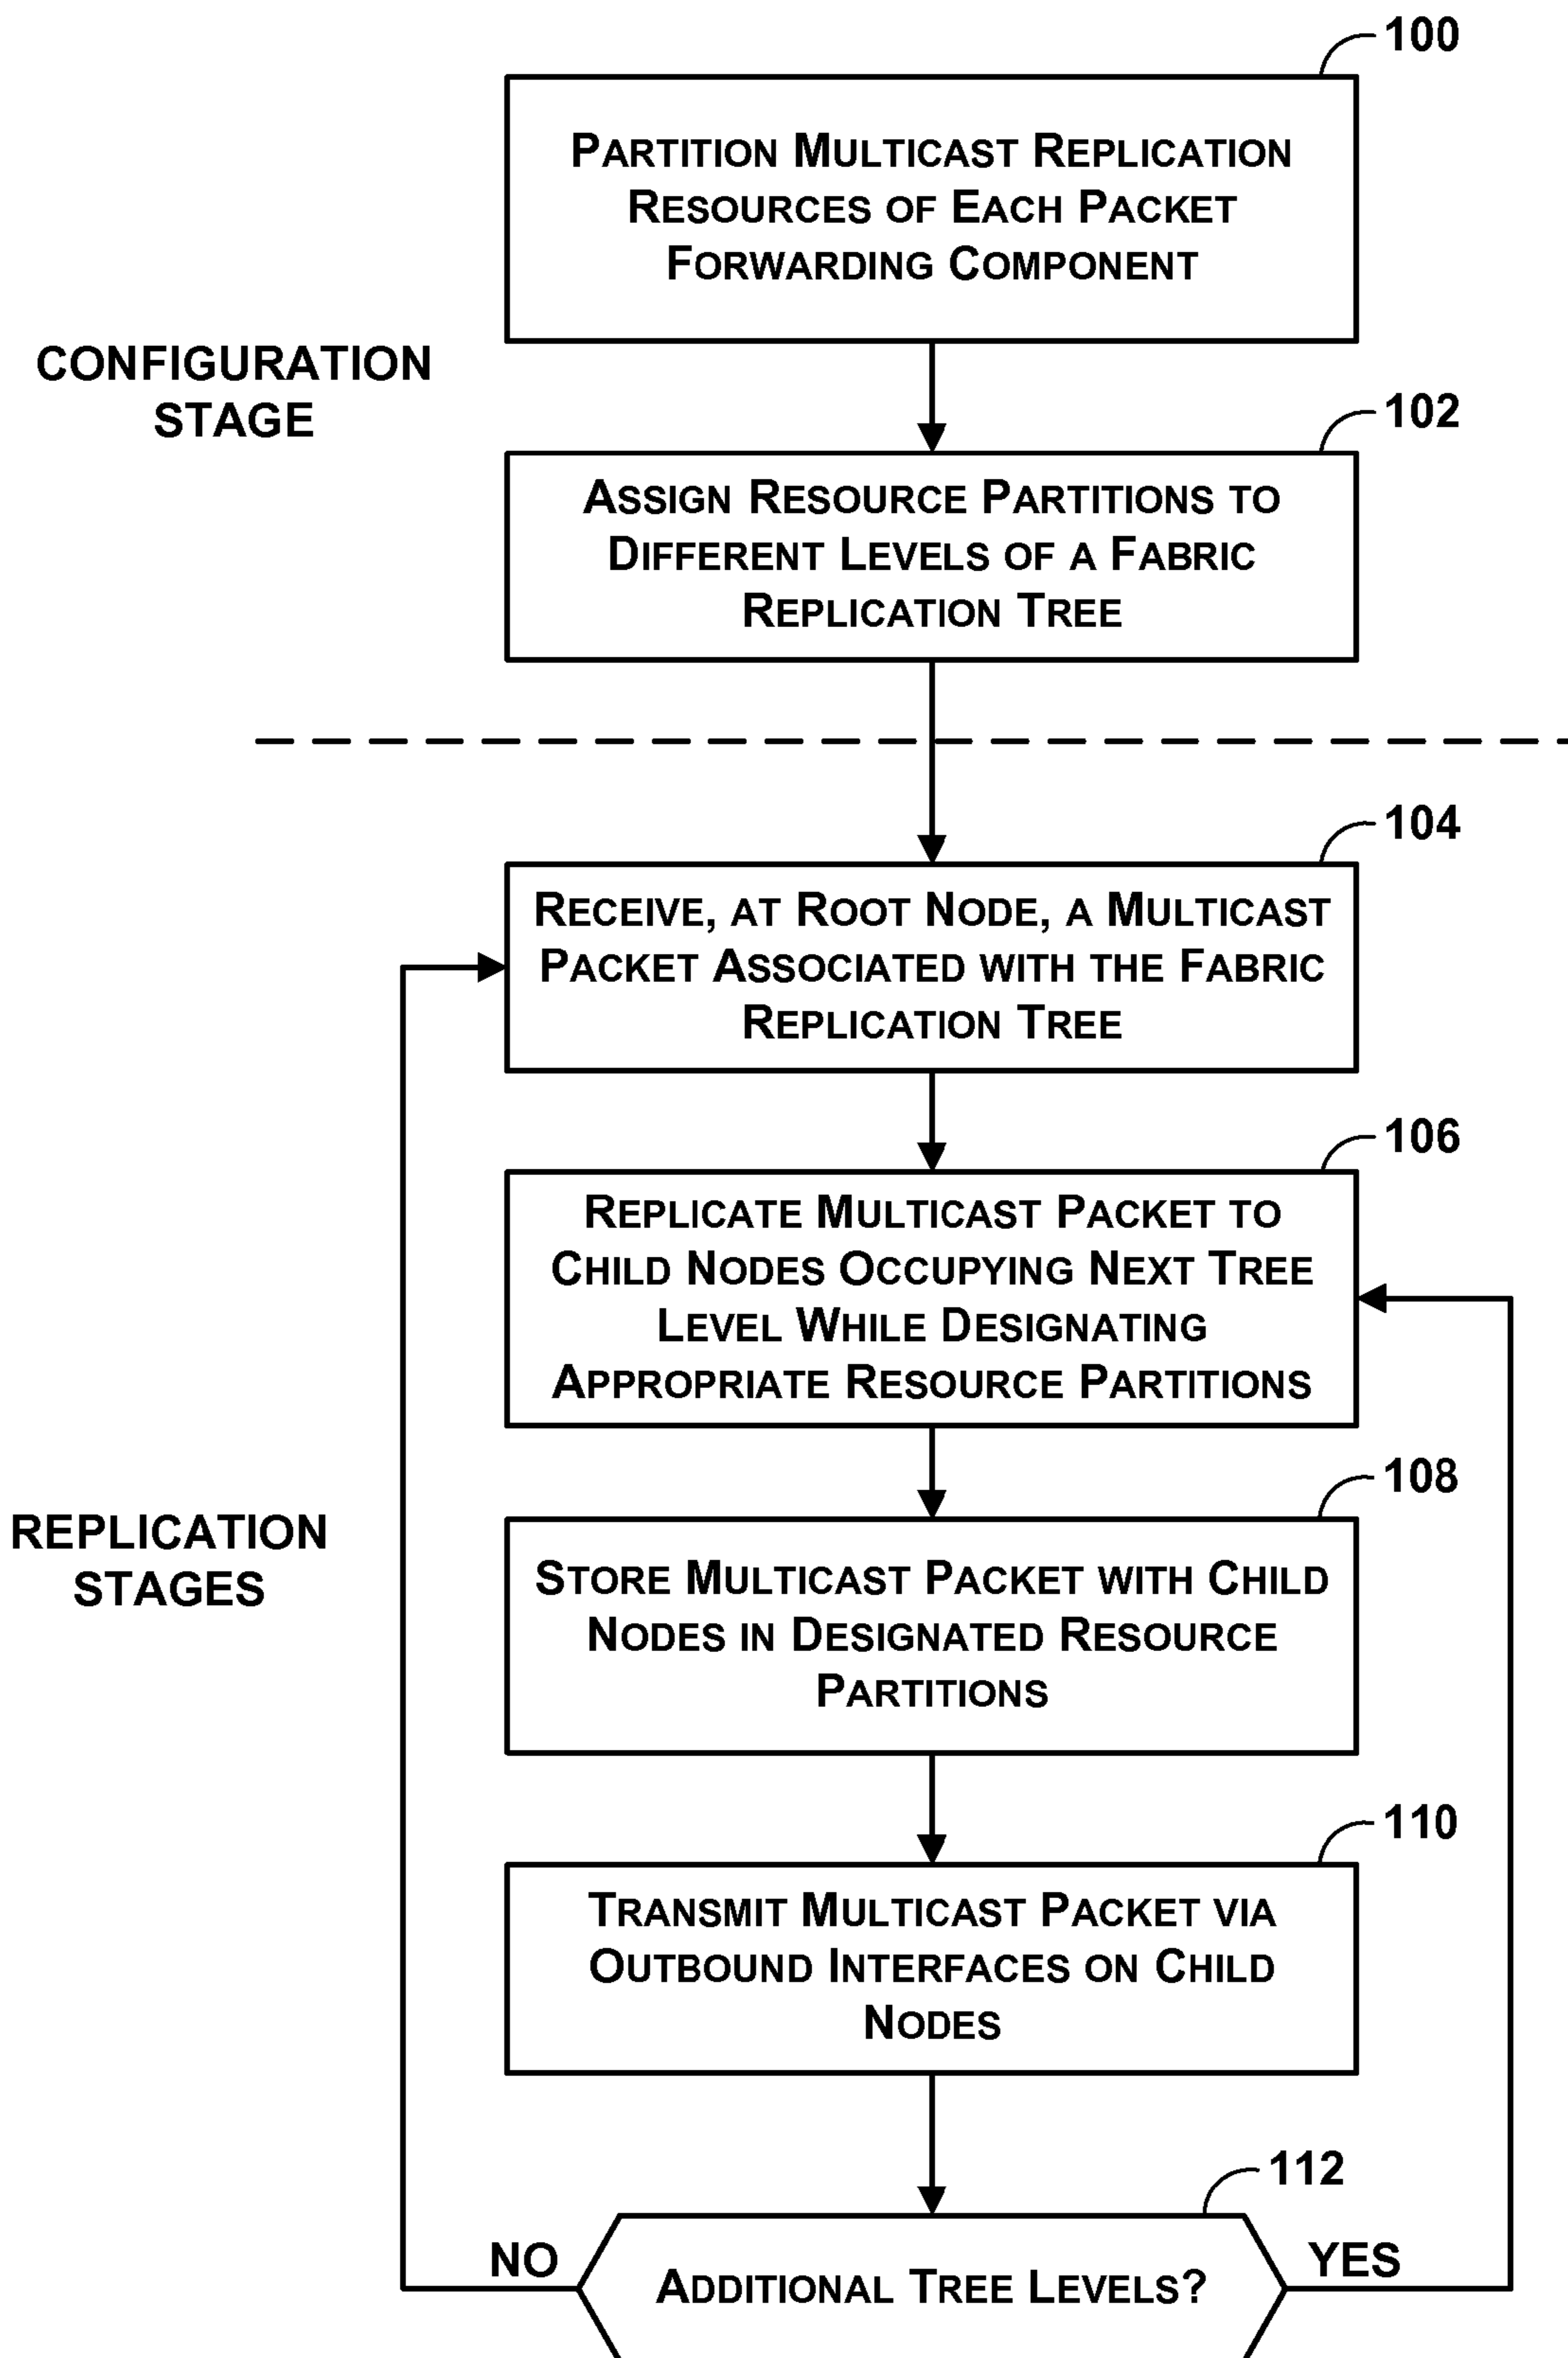 100
PARTITION MULTICAST REPLICATION
RESOURCES OF EACH PACKET
FORWARDING COMPONENT
CONFIGURATION
STAGE
102
ASSIGN RESOURCE PARTITIONS TO
DIFFERENT LEVELS OF A FABRIC
REPLICATION TREE
104
RECEIVE, AT ROOT NODE, A MULTICAST
PACKET ASSOCIATED WITH THE FABRIC
REPLICATION TREE
106
REPLICATE MULTICAST PACKET TO
CHILD NODES OCCUPYING NEXT TREE
LEVEL WHILE DESIGNATING
APPROPRIATE RESOURCE PARTITIONS
108
REPLICATION
STAGES
STORE MULTICAST PACKET WITH CHILD
NODES IN DESIGNATED RESOURCE
PARTITIONS
110
TRANSMIT MULTICAST PACKET VIA
OUTBOUND INTERFACES ON CHILD
NODES
112
NO
ADDITIONAL TREE LEVELS?
YES